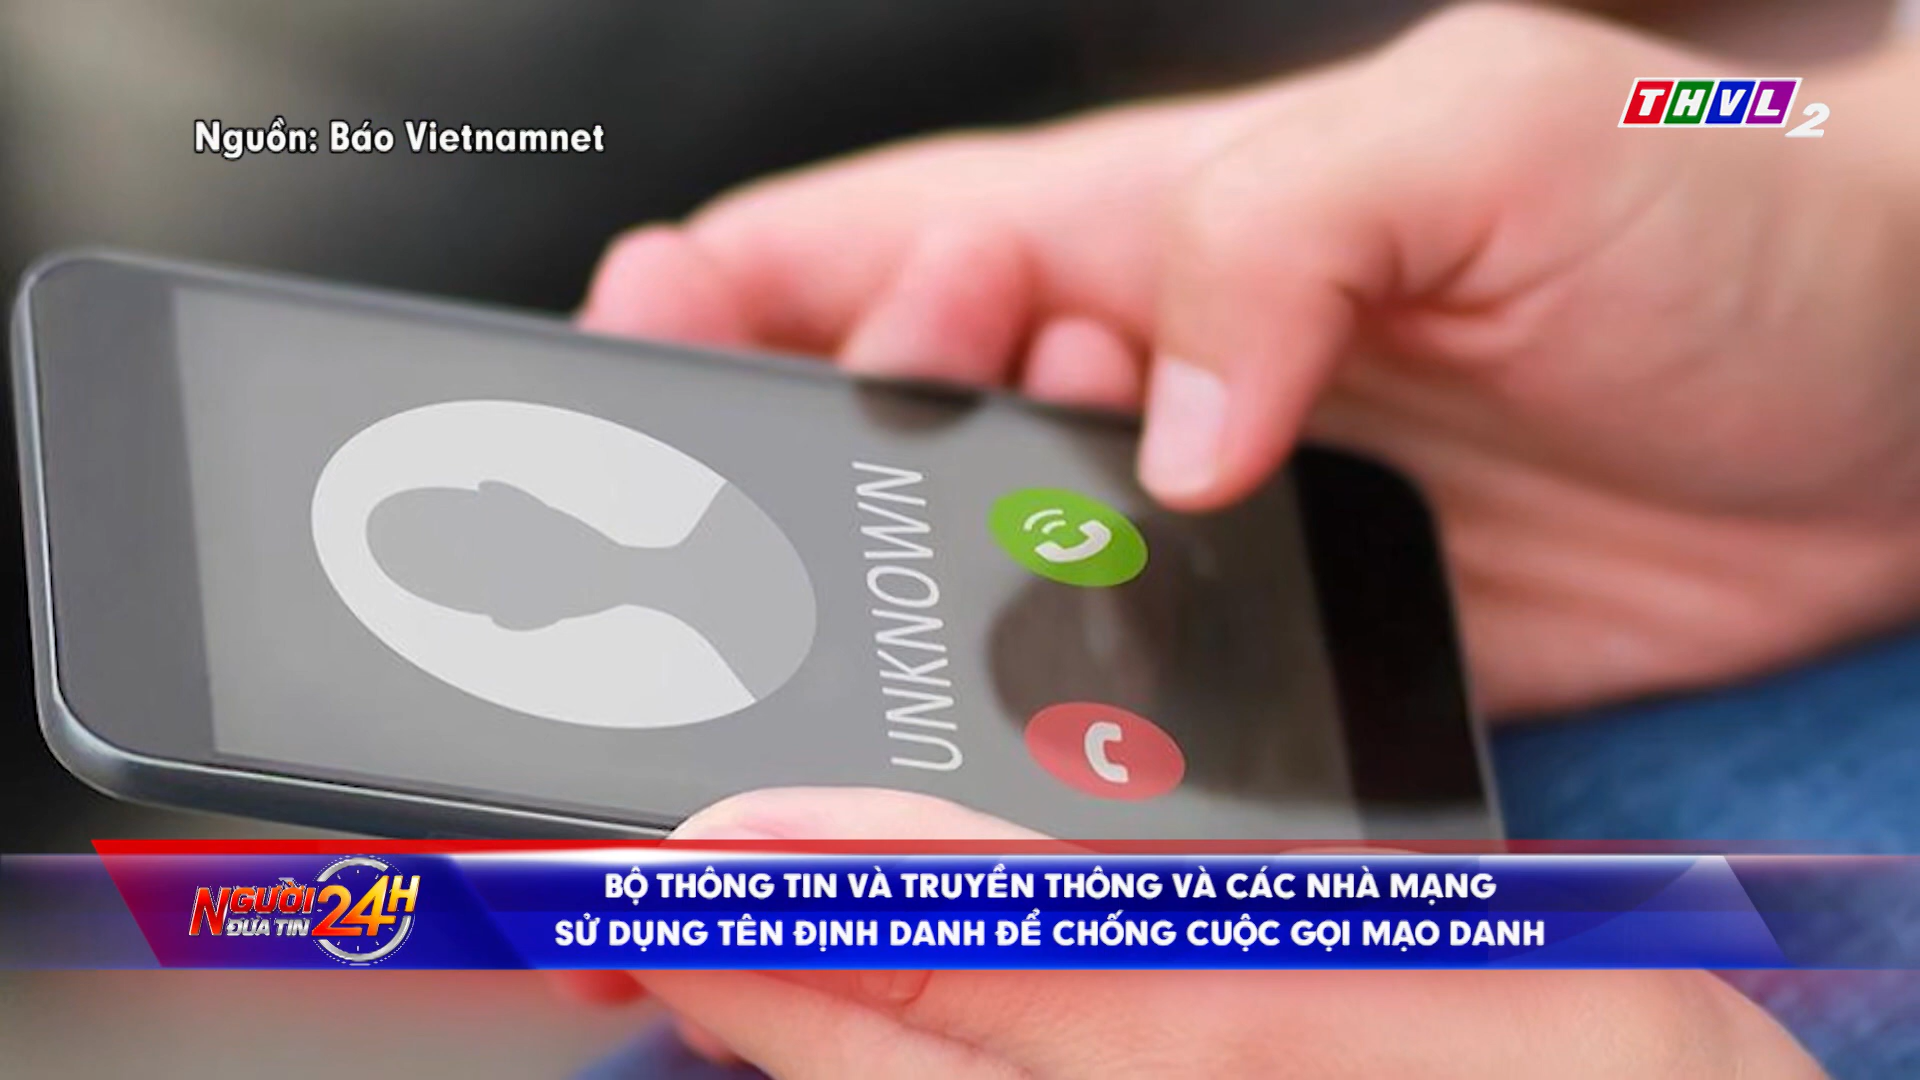 Nguồn: Báo Vietnamnet
THVL2
UNKNOWN
NGƯỜI ĐƯA TIN 24H
BỘ THÔNG TIN VÀ TRUYỀN THÔNG VÀ CÁC NHÀ MẠNG
SỬ DỤNG TÊN ĐỊNH DANH ĐỂ CHỐNG CUỘC GỌI MẠO DANH